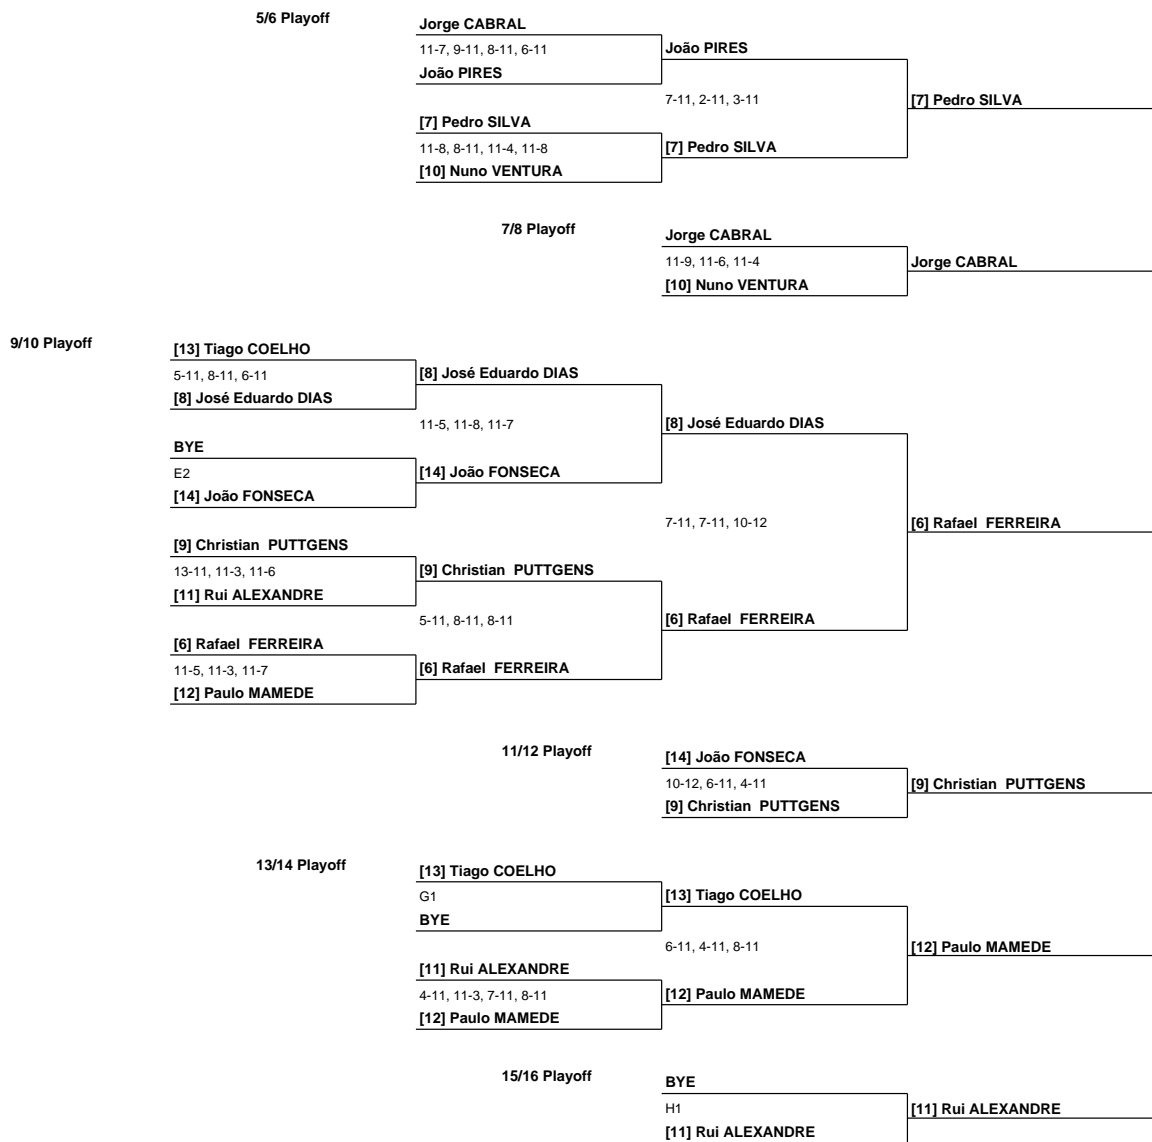 5/6 Playoff
Jorge CABRAL
11-7, 9-11, 8-11, 6-11
João PIRES
João PIRES
7-11, 2-11, 3-11
[7] Pedro SILVA
[7] Pedro SILVA
11-8, 8-11, 11-4, 11-8
[7] Pedro SILVA
[10] Nuno VENTURA
7/8 Playoff
Jorge CABRAL
11-9, 11-6, 11-4
Jorge CABRAL
[10] Nuno VENTURA
9/10 Playoff
[13] Tiago COELHO
5-11, 8-11, 6-11
[8] José Eduardo DIAS
[8] José Eduardo DIAS
11-5, 11-8, 11-7
[8] José Eduardo DIAS
BYE
E2
[14] João FONSECA
[14] João FONSECA
7-11, 7-11, 10-12
[6] Rafael  FERREIRA
[9] Christian  PUTTGENS
13-11, 11-3, 11-6
[9] Christian  PUTTGENS
[11] Rui ALEXANDRE
5-11, 8-11, 8-11
[6] Rafael  FERREIRA
[6] Rafael  FERREIRA
11-5, 11-3, 11-7
[6] Rafael  FERREIRA
[12] Paulo MAMEDE
11/12 Playoff
[14] João FONSECA
10-12, 6-11, 4-11
[9] Christian  PUTTGENS
[9] Christian  PUTTGENS
13/14 Playoff
[13] Tiago COELHO
G1
[13] Tiago COELHO
BYE
6-11, 4-11, 8-11
[12] Paulo MAMEDE
[11] Rui ALEXANDRE
4-11, 11-3, 7-11, 8-11
[12] Paulo MAMEDE
[12] Paulo MAMEDE
15/16 Playoff
BYE
H1
[11] Rui ALEXANDRE
[11] Rui ALEXANDRE